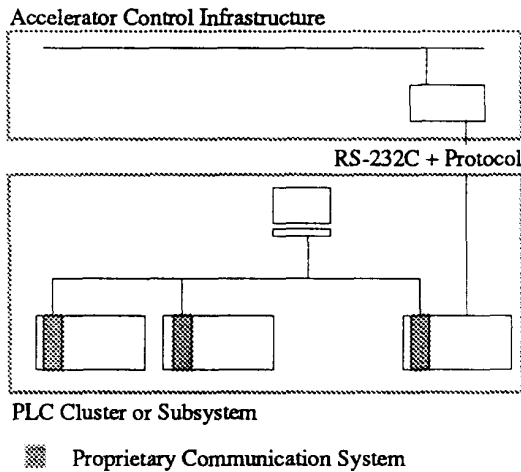 Accelerator Control Infrastructure
RS-232C + Protocol
PLC Cluster or Subsystem
Proprietary Communication System